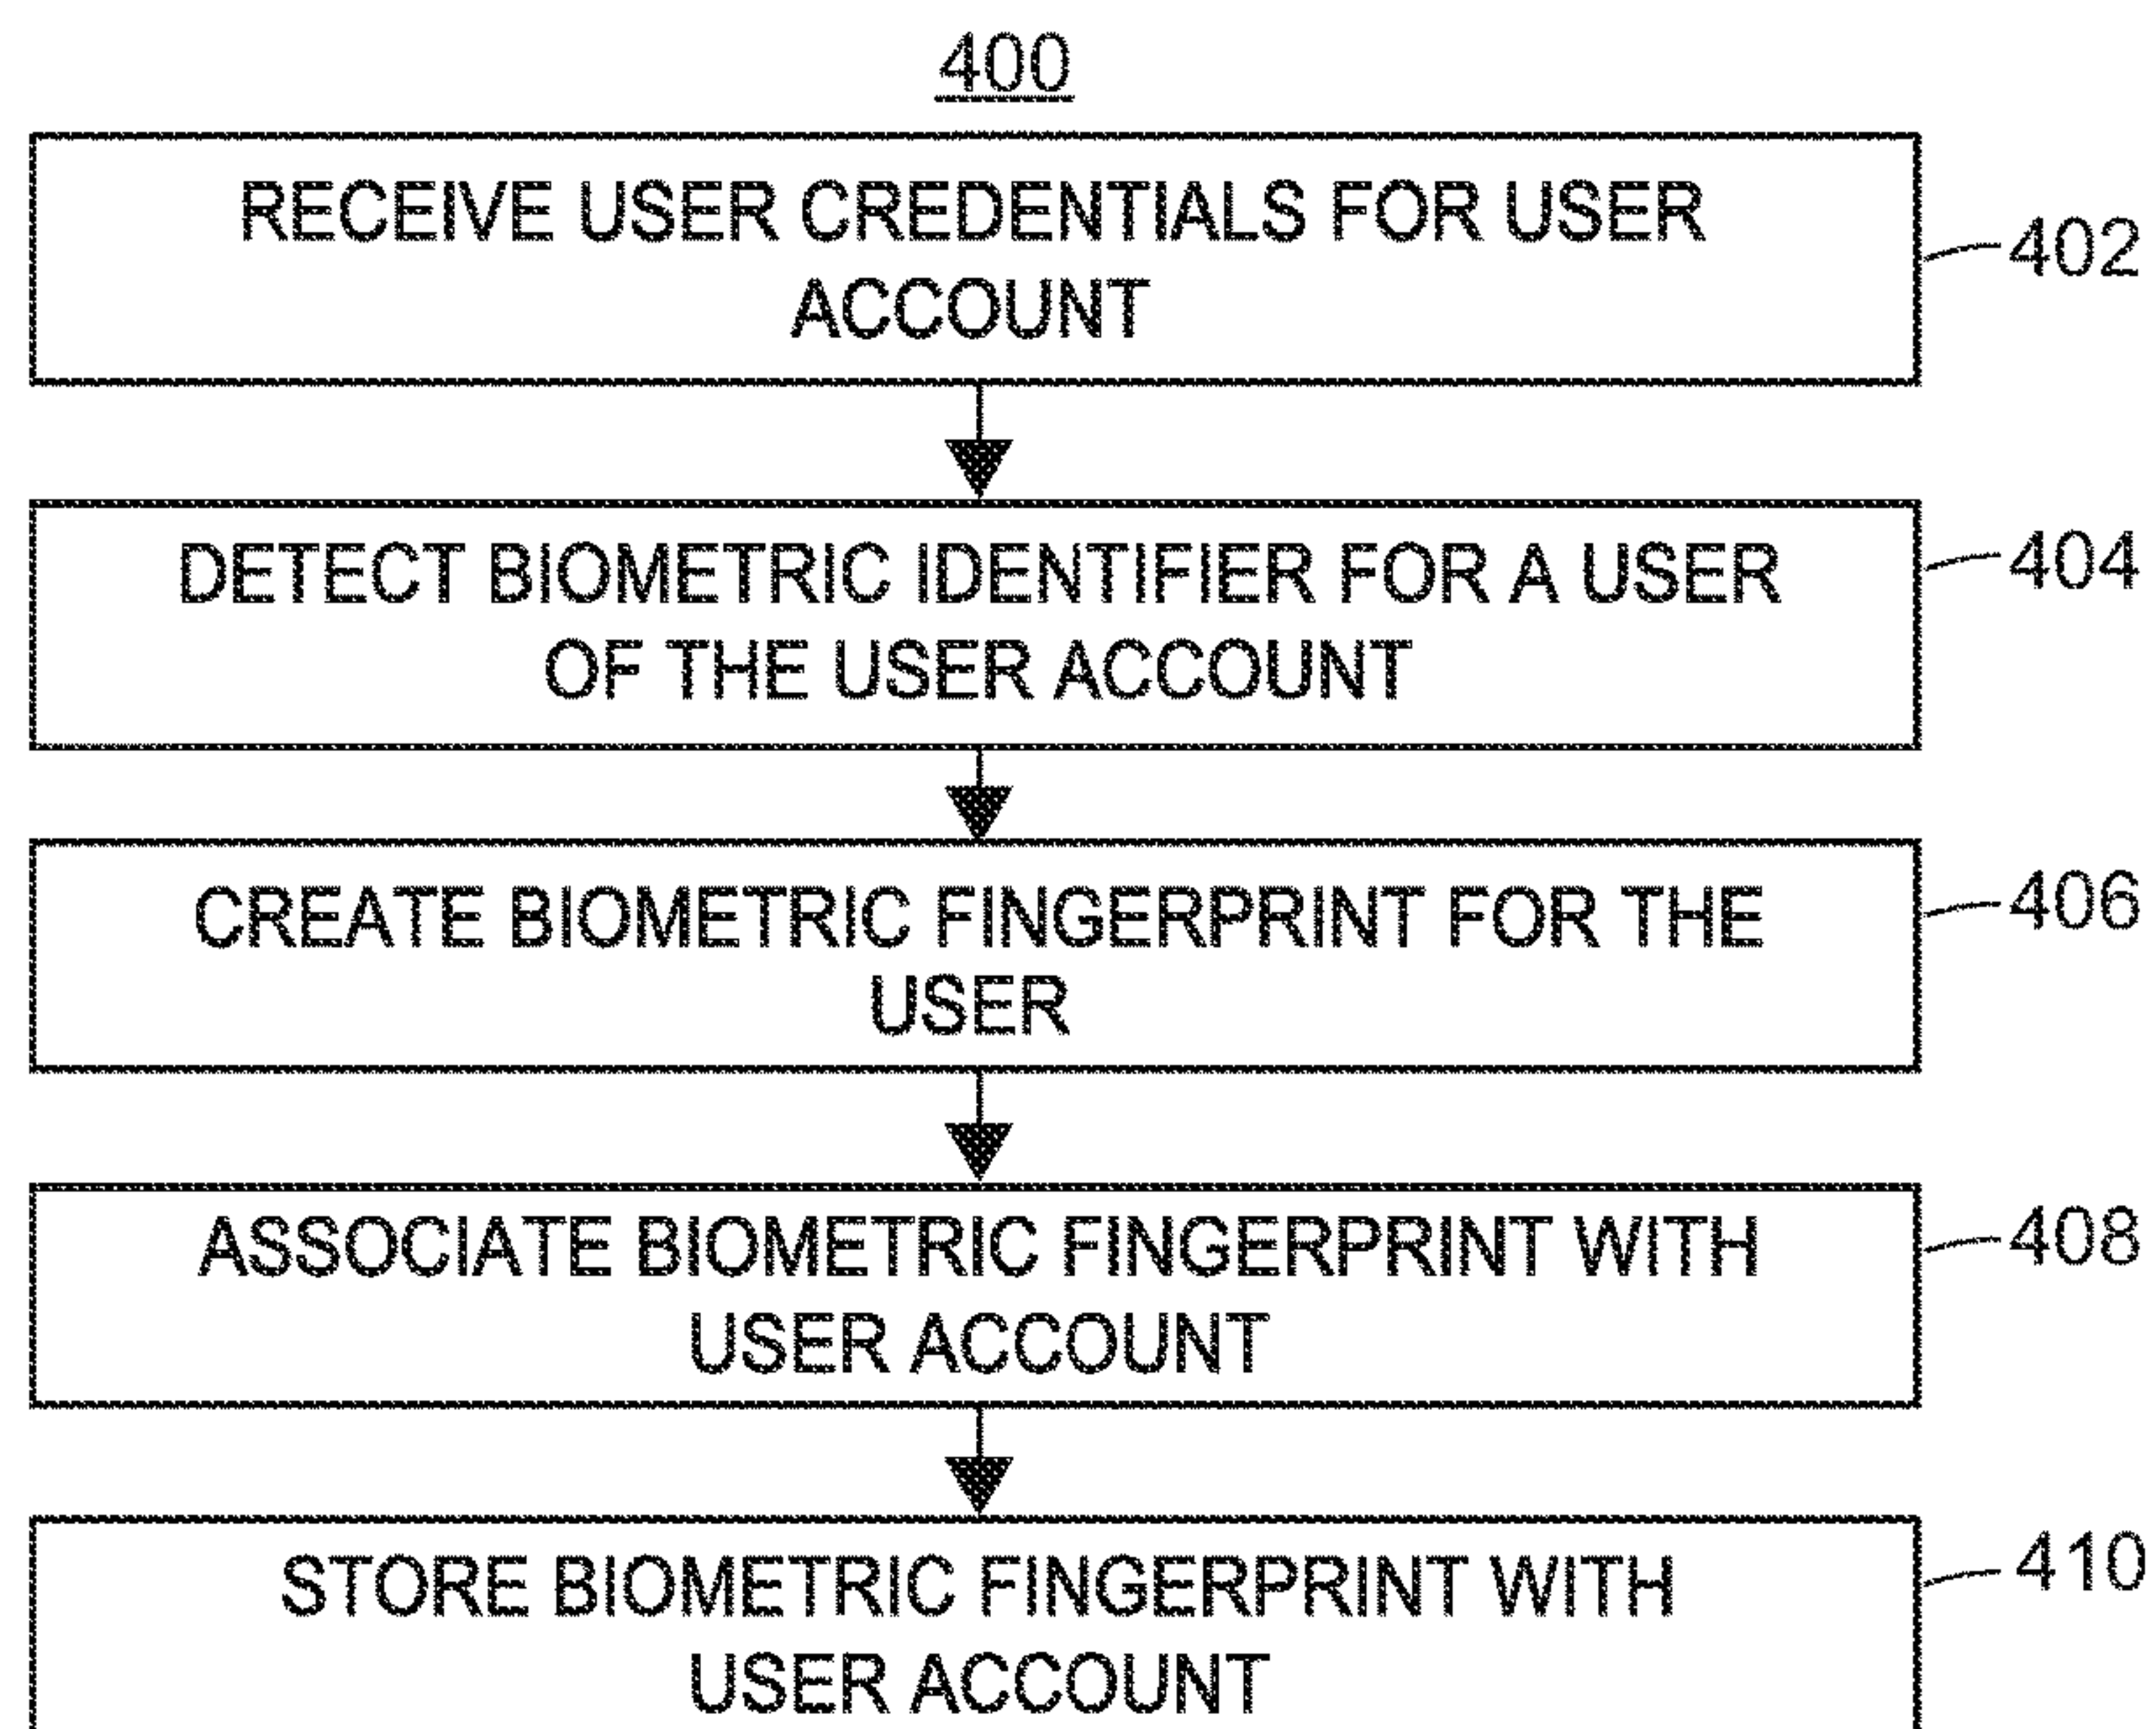 400
RECEIVE USER CREDENTIALS FOR USER
ACCOUNT
402
DETECT BIOMETRIC IDENTIFIER FOR A USER
OF THE USER ACCOUNT
404
CREATE BIOMETRIC FINGERPRINT FOR THE
USER
406
ASSOCIATE BIOMETRIC FINGERPRINT WITH
USER ACCOUNT
408
STORE BIOMETRIC FINGERPRINT WITH
USER ACCOUNT
410